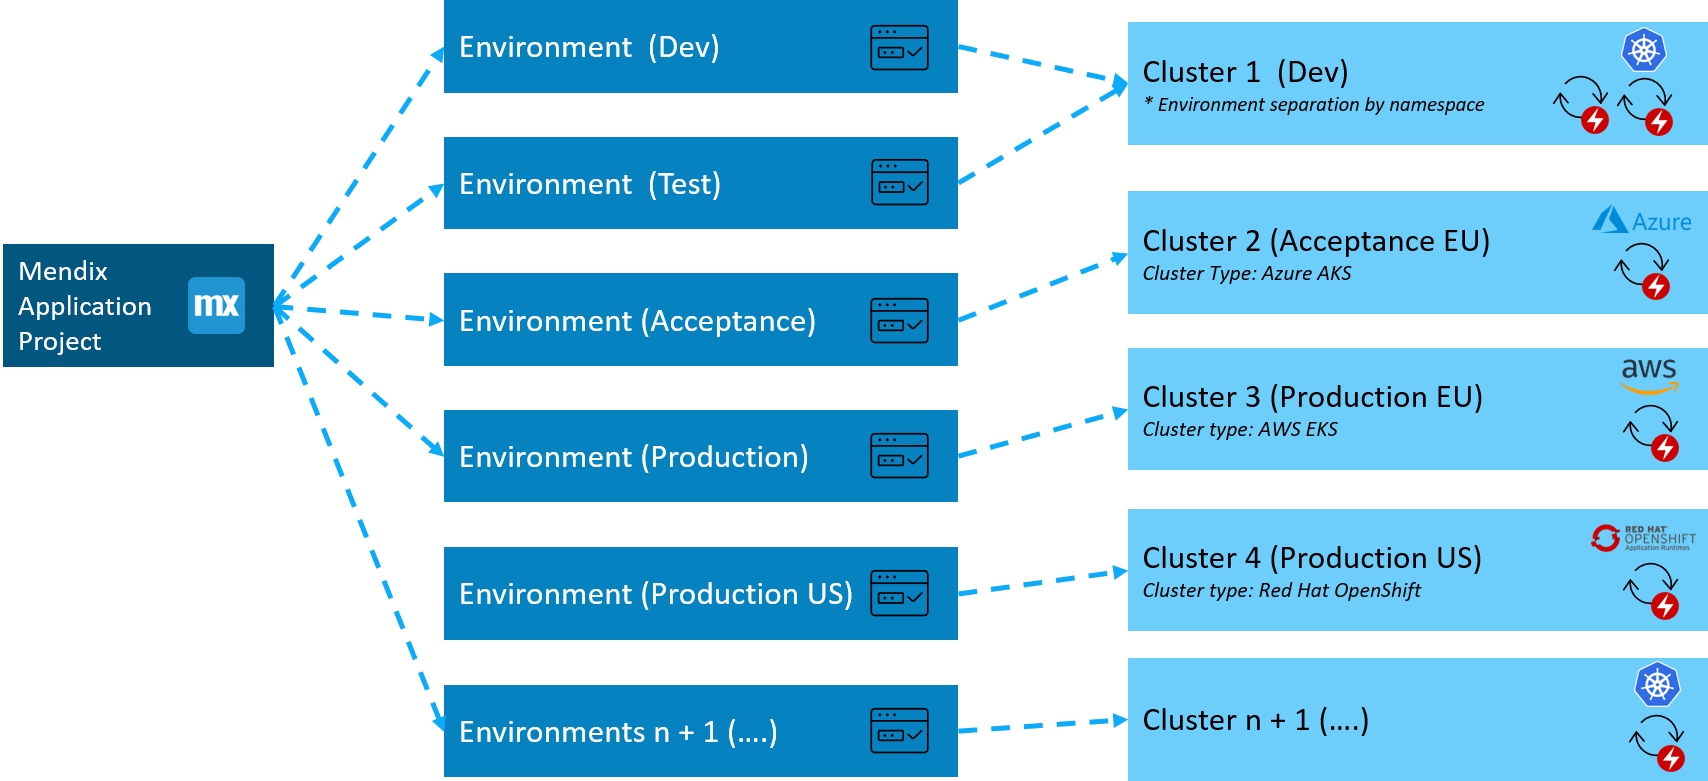 Mendix
Application
Project
mx
Environment  (Dev)
Environment  (Test)
Environment (Acceptance)
Environment (Production)
Environment (Production US)
Environments n + 1 (....)
Cluster 1  (Dev)
* Environment separation by namespace
Cluster 2 (Acceptance EU)
Cluster Type: Azure AKS
Azure
Cluster 3 (Production EU)
Cluster type: AWS EKS
aws
Cluster 4 (Production US)
Cluster type: Red Hat OpenShift
RED HAT
OPENSHIFT
Application Runtimes
Cluster n + 1 (....)